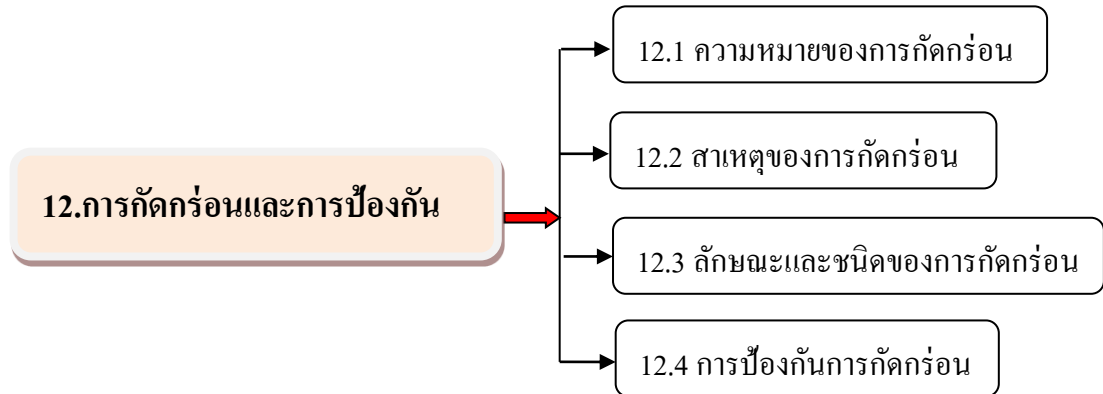 12.1 ความหมายของการกัดกร่อน
12.2 สาเหตุของการกัดกร่อน
12.การกัดกร่อนและการป้องกัน
12.3 ลักษณะและชนิดของการกัดกร่อน
12.4 การป้องกันการกัดกร่อน